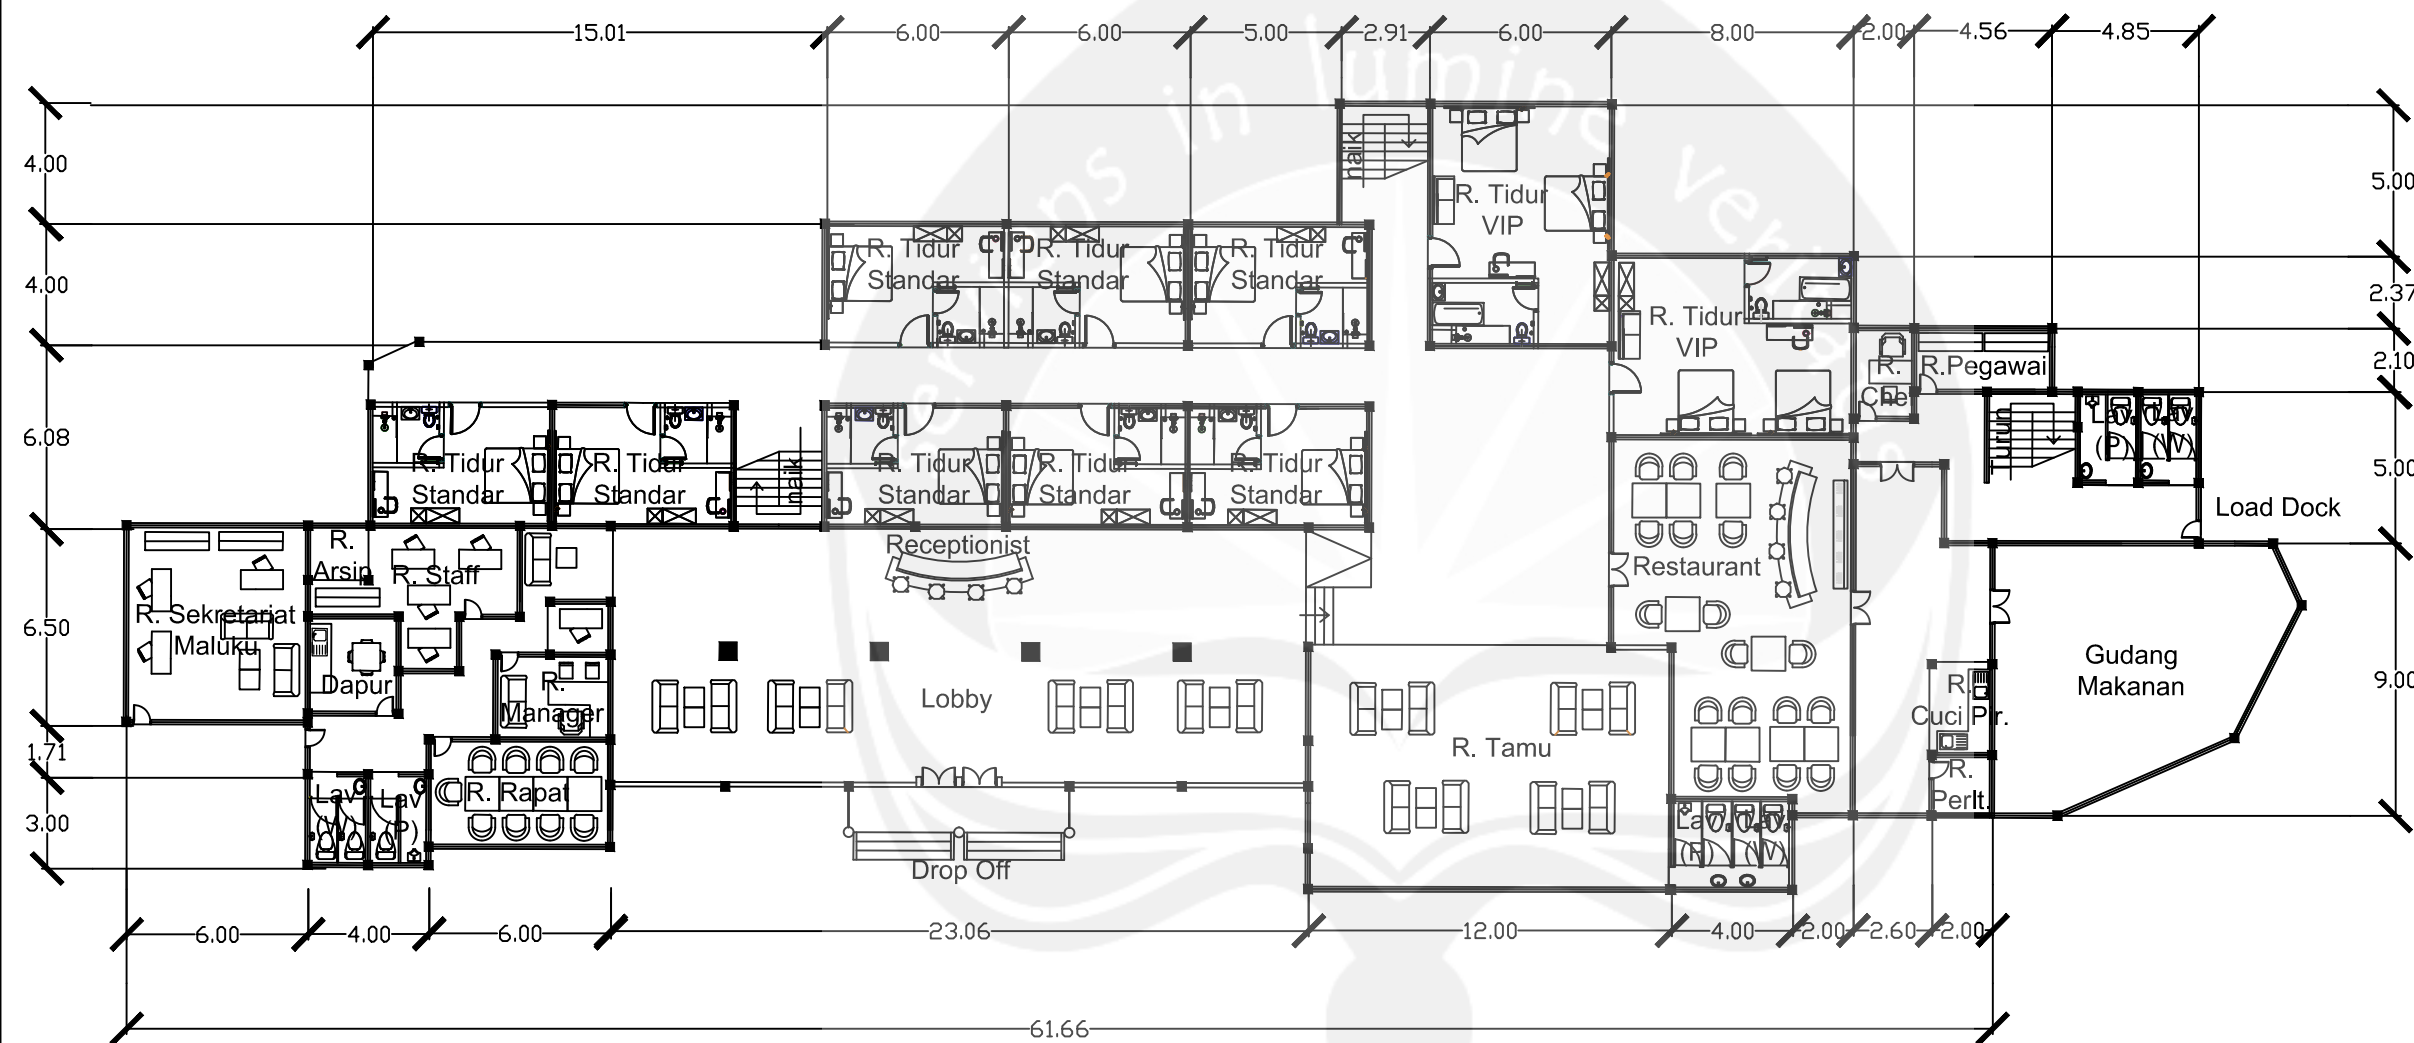 15.01
6.00
6.00
5.00
2.91
6.00
8.00
2.00
4.56
4.85
serviens in lumine veritatis
4.00
4.00
6.08
6.50
1.71
3.00
5.00
2.37
2.10
5.00
9.00
naik
R. Tidur
VIP
R. Tidur
Standar
R. Tidur
Standar
R. Tidur
Standar
R. Tidur
VIP
R.
Che
R.Pegawai
Turun
Lav
(P)
Lav
(W)
Load Dock
R. Tidur
Standar
R. Tidur
Standar
naik
R. Tidur
Standar
R. Tidur
Standar
R. Tidur
Standar
R. Sekretariat
Maluku
R.
Arsip
R. Staff
Dapur
R.
Manager
Receptionist
Lobby
Restaurant
Gudang
Makanan
R.
Cuci Pir.
R.
Perlt.
R. Tamu
Lav
(W)
Lav
(P)
R. Rapat
Drop Off
Lav
(P)
Lav
(W)
6.00
4.00
6.00
23.06
12.00
4.00
2.00
2.60
2.00
61.66